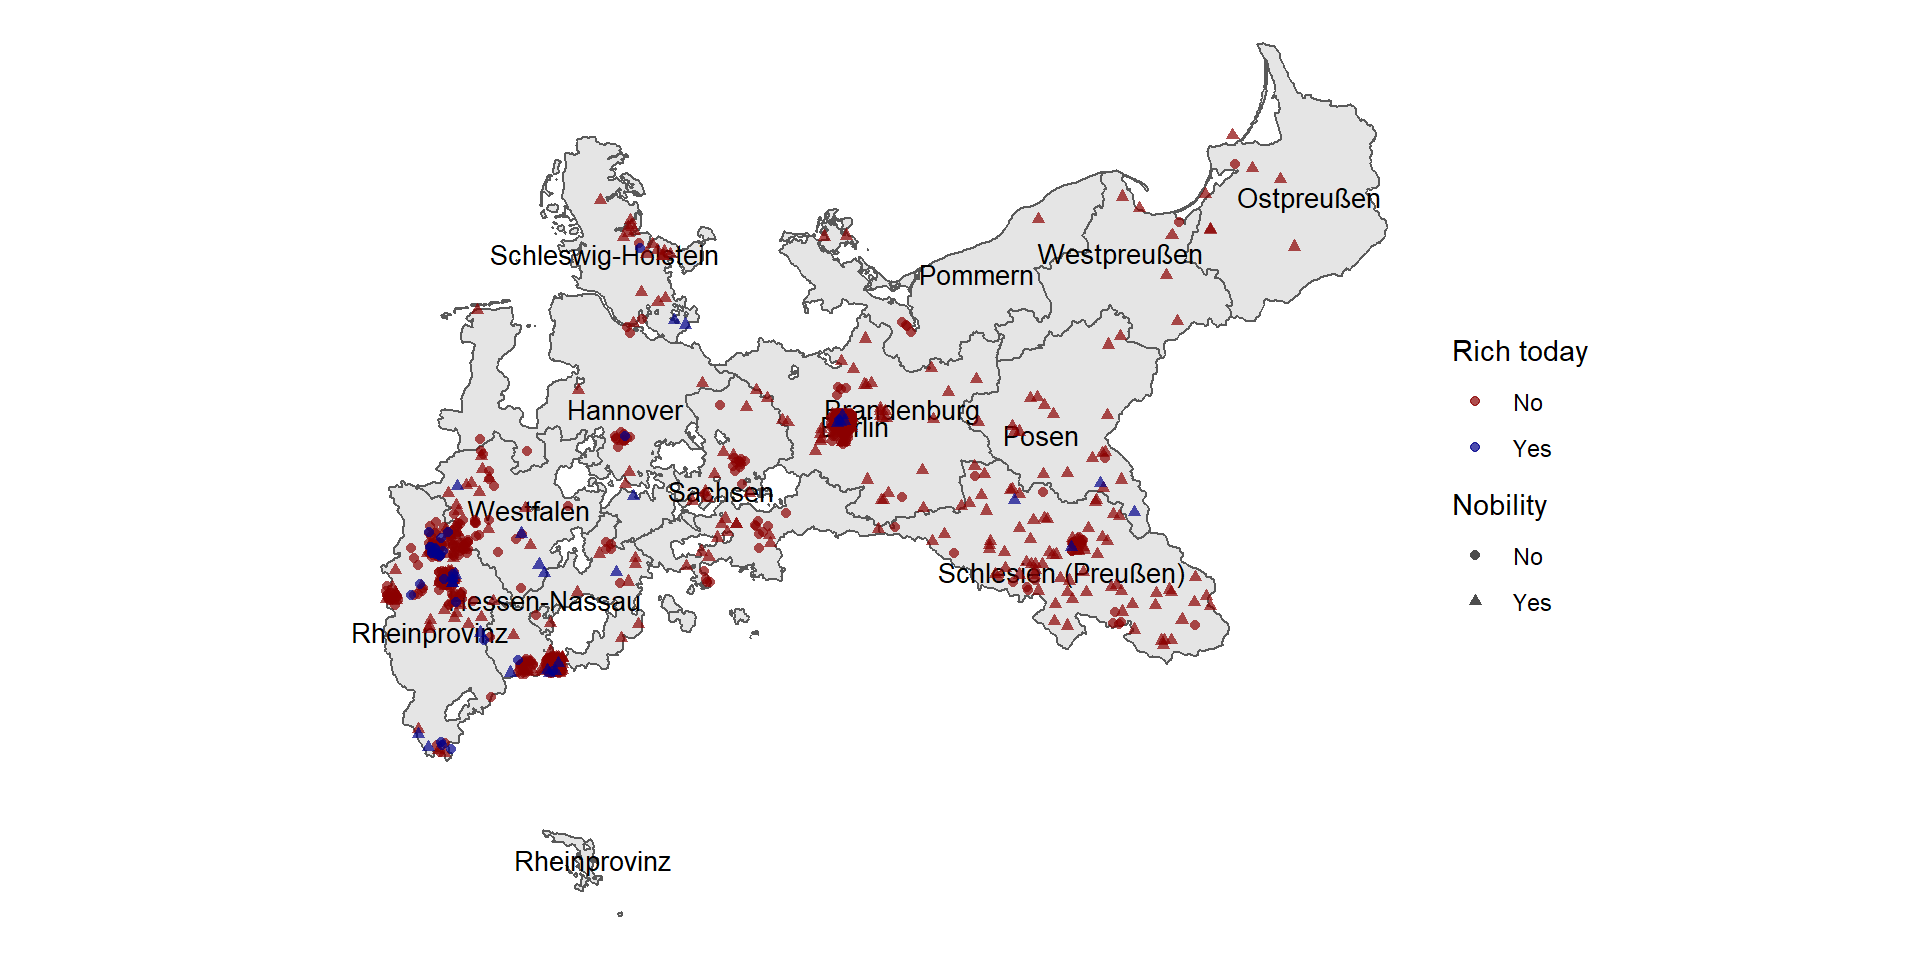 Ostpreußen
Schleswig-Holstein
Westpreußen
Pommern
Hannover
Brandenburg
Berlin
Posen
Sachsen
Westfalen
Schlesien (Preußen)
Hessen-Nassau
Rheinprovinz
Rheinprovinz
Rich today
No
Yes
Nobility
No
Yes